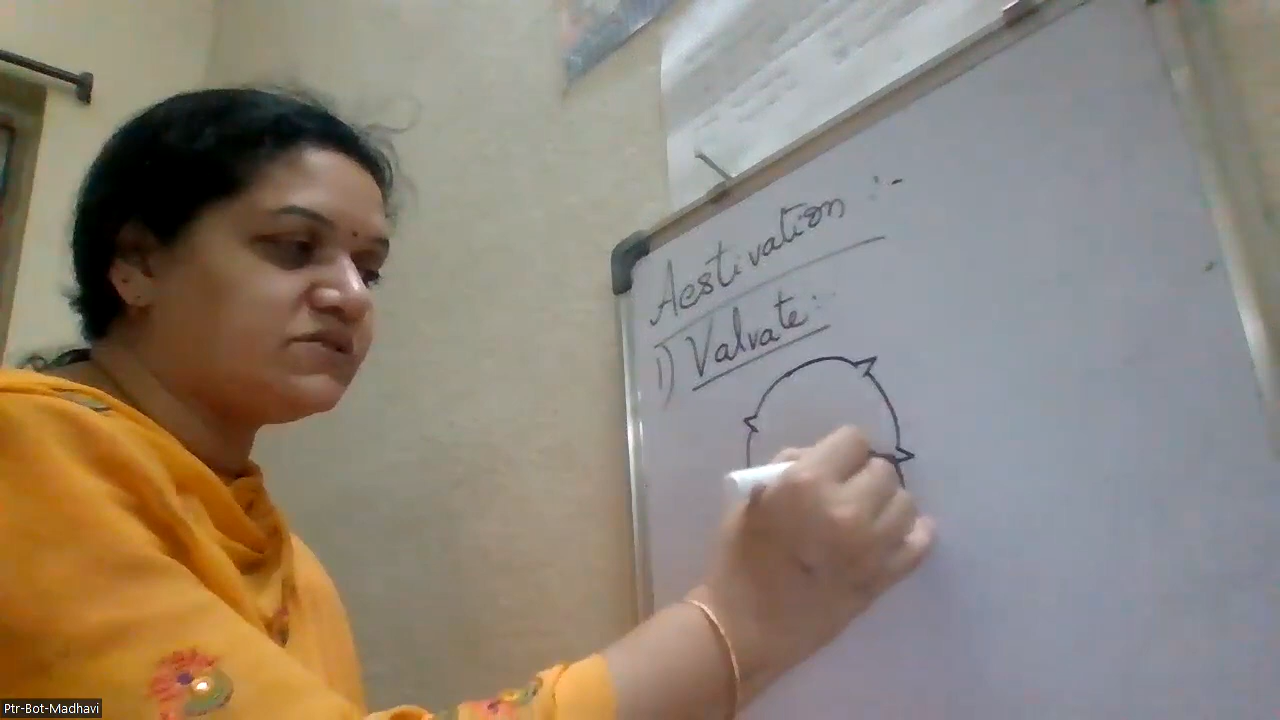 Aestivation :-
1) Valvate :-
Ptr-Bot-Madhavi